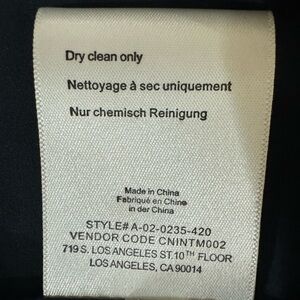 Dry clean only
Nettoyage à sec uniquement
Nur chemisch Reinigung
Made in China
Fabriqué en Chine
in der China
STYLE# A-02-0235-420
VENDOR CODE CNINTM002
719 S. LOS ANGELES ST.10TH FLOOR
LOS ANGELES, CA 90014